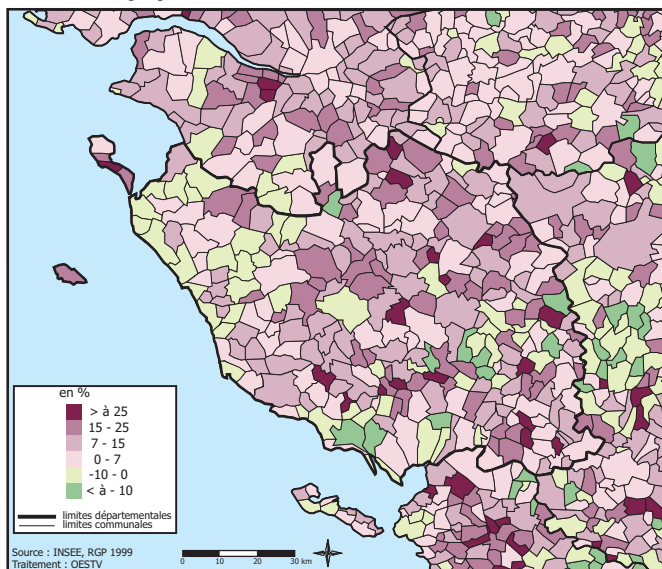 en %
> à 25
15 - 25
7 - 15
0 - 7
-10 - 0
< à - 10
limites départementales
limites communales
Source : INSEE, RGP 1999
Traitement : OESTV
0 10 20 30 km